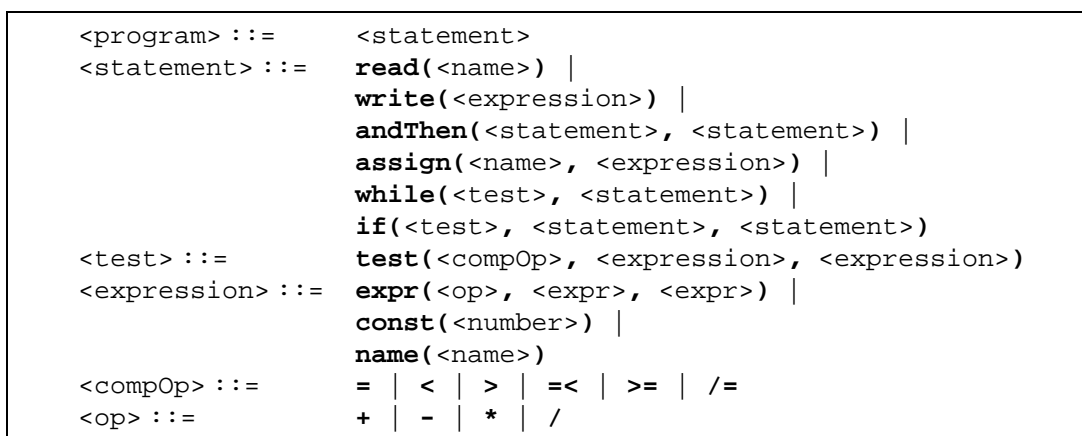 <program> ::= <statement>
<statement> ::= read(<name>) |
write(<expression>) |
andThen(<statement>, <statement>) |
assign(<name>, <expression>) |
while(<test>, <statement>) |
if(<test>, <statement>, <statement>)
<test> ::= test(<compOp>, <expression>, <expression>)
<expression> ::= expr(<op>, <expr>, <expr>) |
const(<number>) |
name(<name>)
<compOp> ::= = | < | > | =< | >= | /=
<op> ::= + | - | * | /